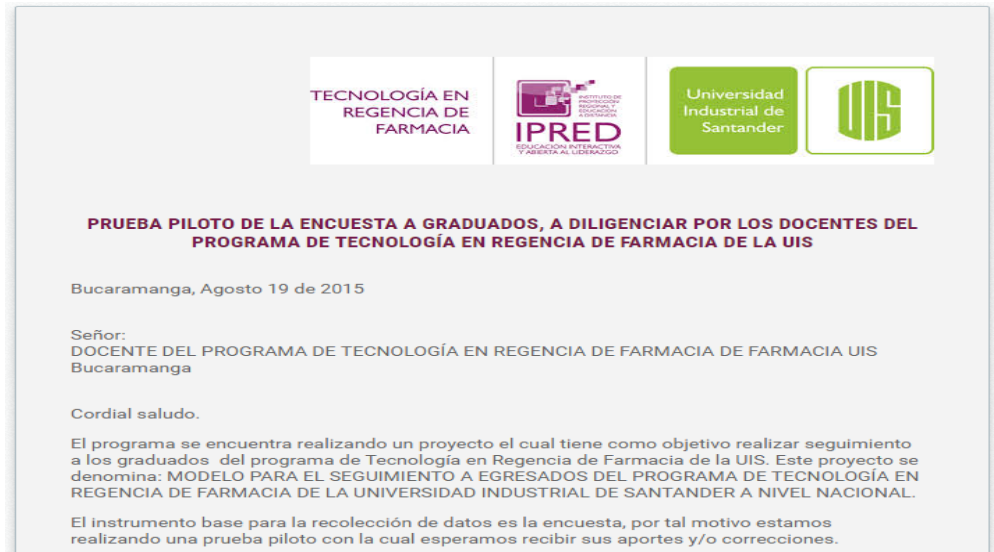 TECNOLOGÍA EN
REGENCIA DE
FARMACIA
INSTITUTO DE
PROYECCIÓN
REGIONAL Y
EDUCACIÓN
A DISTANCIA
IPRED
EDUCACIÓN INTERACTIVA
Y ABIERTA AL LIDERAZGO
Universidad
Industrial de
Santander
UIS
PRUEBA PILOTO DE LA ENCUESTA A GRADUADOS, A DILIGENCIAR POR LOS DOCENTES DEL
PROGRAMA DE TECNOLOGÍA EN REGENCIA DE FARMACIA DE LA UIS
Bucaramanga, Agosto 19 de 2015
Señor:
DOCENTE DEL PROGRAMA DE TECNOLOGÍA EN REGENCIA DE FARMACIA DE FARMACIA UIS
Bucaramanga
Cordial saludo.
El programa se encuentra realizando un proyecto el cual tiene como objetivo realizar seguimiento
a los graduados del programa de Tecnología en Regencia de Farmacia de la UIS. Este proyecto se
denomina: MODELO PARA EL SEGUIMIENTO A EGRESADOS DEL PROGRAMA DE TECNOLOGÍA EN
REGENCIA DE FARMACIA DE LA UNIVERSIDAD INDUSTRIAL DE SANTANDER A NIVEL NACIONAL.
El instrumento base para la recolección de datos es la encuesta, por tal motivo estamos
realizando una prueba piloto con la cual esperamos recibir sus aportes y/o correcciones.